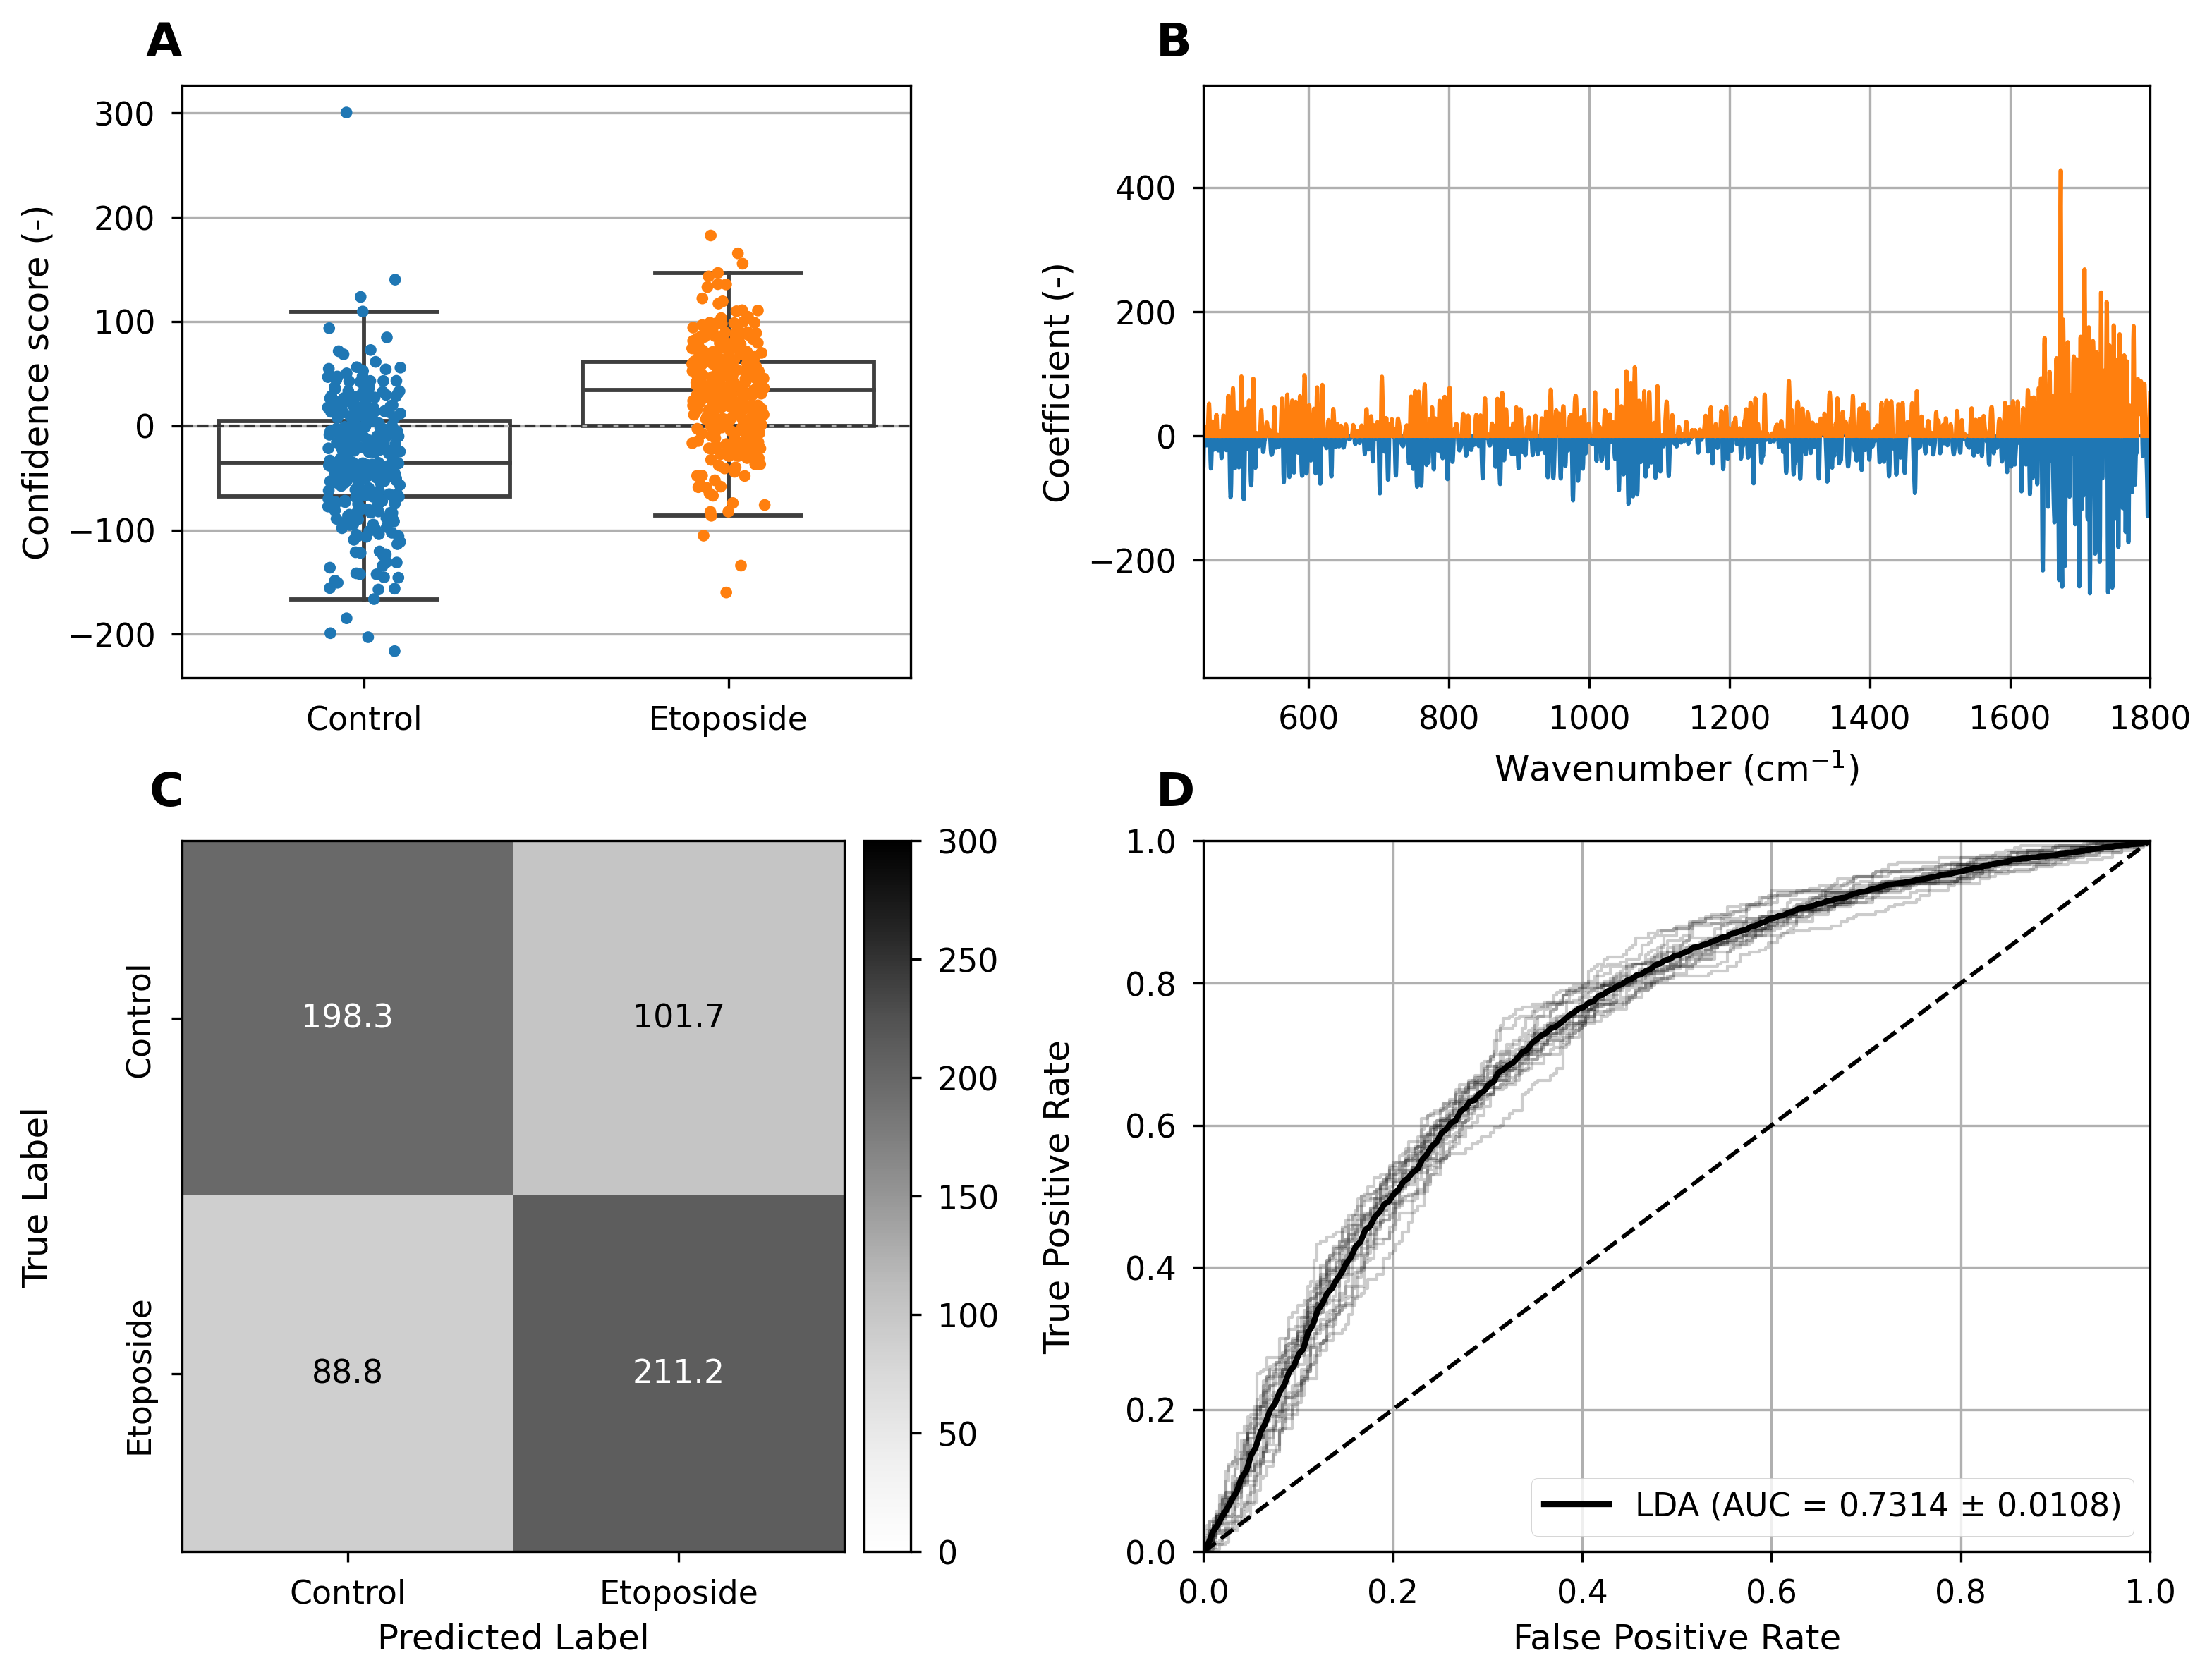 A
300
200
100
0
−100
−200
Confidence score (-)
Control
Etoposide
B
400
200
0
−200
Coefficient (-)
600
800
1000
1200
1400
1600
1800
Wavenumber (cm⁻¹)
C
Control
Etoposide
True Label
198.3
101.7
88.8
211.2
Control
Etoposide
Predicted Label
300
250
200
150
100
50
0
D
1.0
0.8
0.6
0.4
0.2
0.0
True Positive Rate
LDA (AUC = 0.7314 ± 0.0108)
0.0
0.2
0.4
0.6
0.8
1.0
False Positive Rate